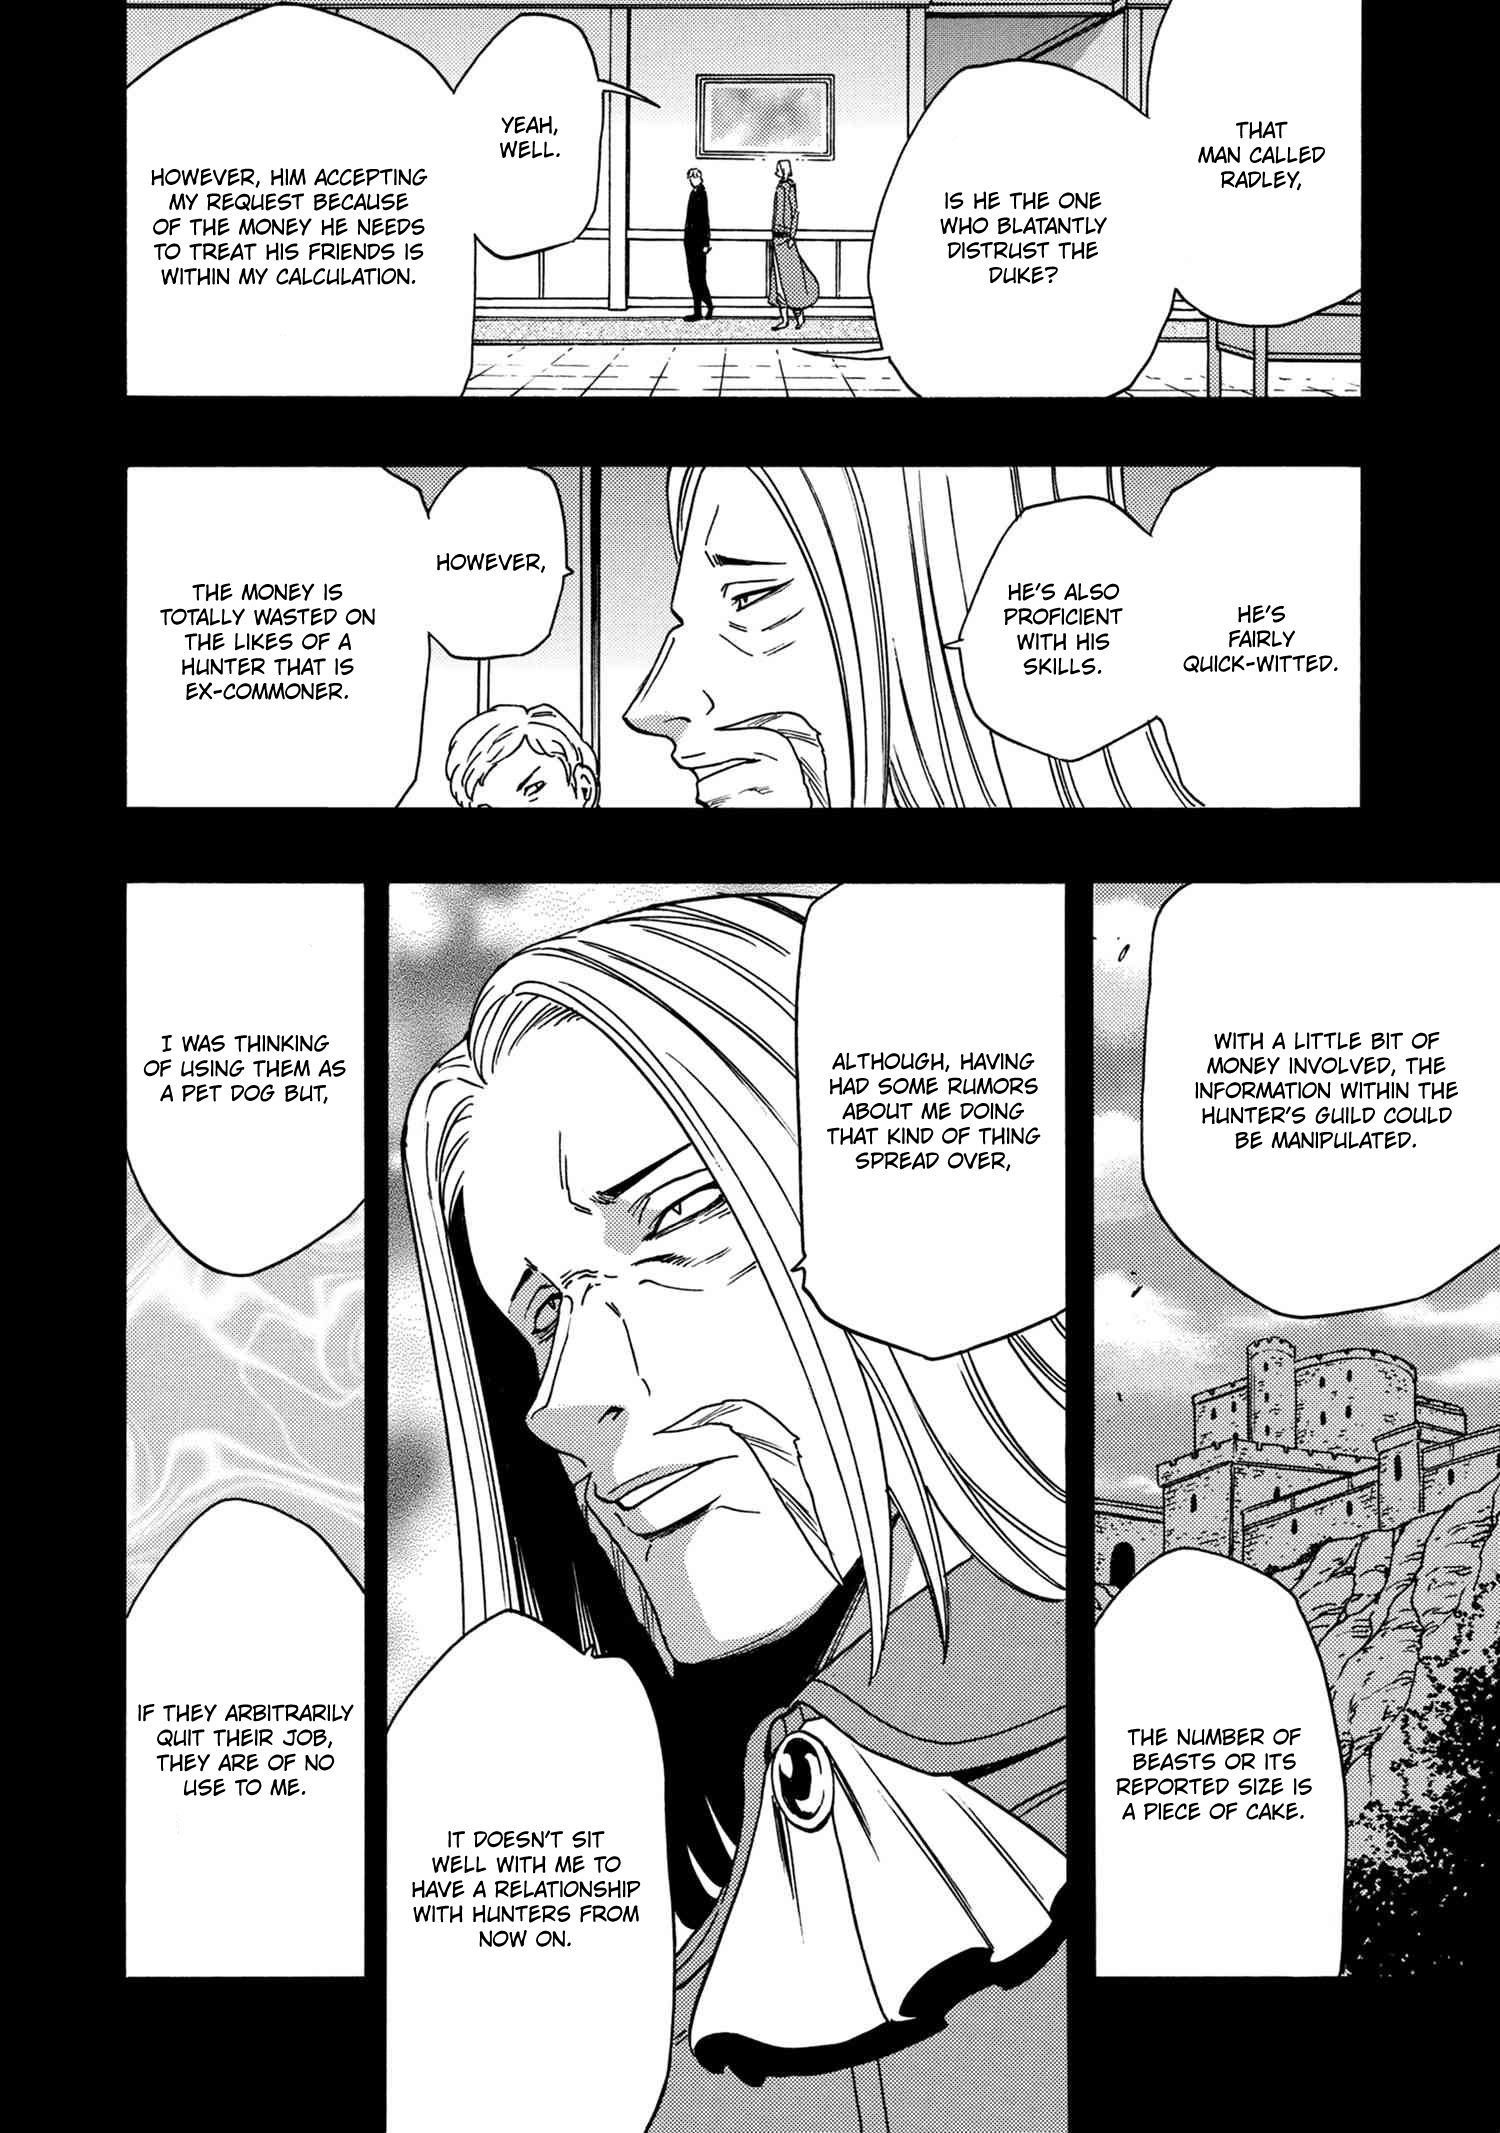 THAT
MAN CALLED
RADLEY,
IS HE THE ONE
WHO BLATANTLY
DISTRUST THE
DUKE?
YEAH,
WELL.
HOWEVER, HIM ACCEPTING
MY REQUEST BECAUSE
OF THE MONEY HE NEEDS
TO TREAT HIS FRIENDS IS
WITHIN MY CALCULATION.
HE'S
FAIRLY
QUICK-WITTED.
HE'S ALSO
PROFICIENT
WITH HIS
SKILLS.
HOWEVER,
THE MONEY IS
TOTALLY WASTED ON
THE LIKES OF A
HUNTER THAT IS
EX-COMMONER.
WITH A LITTLE BIT OF
MONEY INVOLVED, THE
INFORMATION WITHIN THE
HUNTER'S GUILD COULD
BE MANIPULATED.
THE NUMBER OF
BEASTS OR ITS
REPORTED SIZE IS
A PIECE OF CAKE.
ALTHOUGH, HAVING
HAD SOME RUMORS
ABOUT ME DOING
THAT KIND OF THING
SPREAD OVER,
IT DOESN'T SIT
WELL WITH ME TO
HAVE A RELATIONSHIP
WITH HUNTERS FROM
NOW ON.
I WAS THINKING
OF USING THEM AS
A PET DOG BUT,
IF THEY ARBITRARILY
QUIT THEIR JOB,
THEY ARE OF NO
USE TO ME.